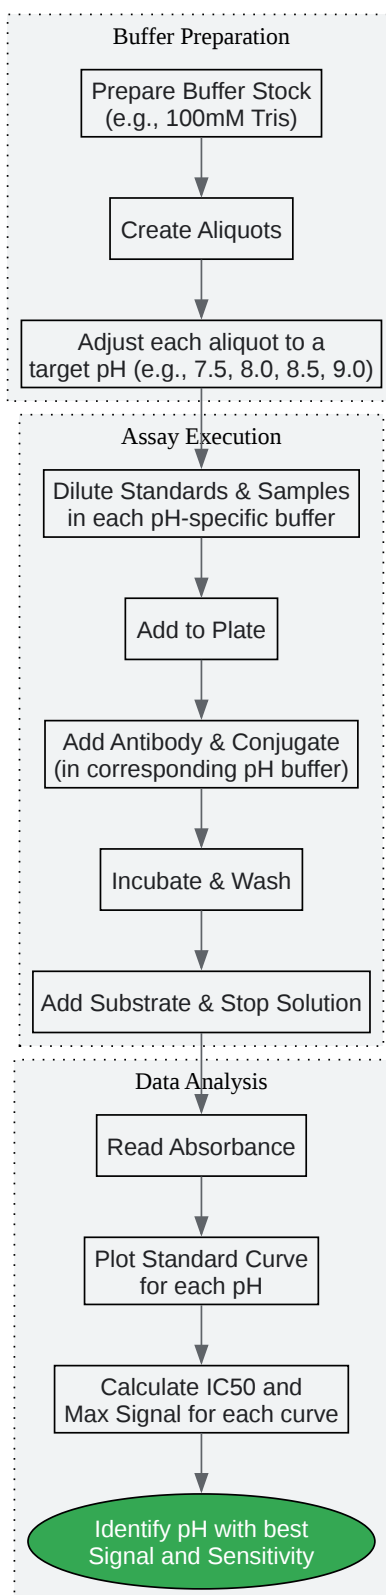 Buffer Preparation
Prepare Buffer Stock
(e.g., 100mM Tris)
Create Aliquots
Adjust each aliquot to a
target pH (e.g., 7.5, 8.0, 8.5, 9.0)
Assay Execution
Dilute Standards & Samples
in each pH-specific buffer
Add to Plate
Add Antibody & Conjugate
(in corresponding pH buffer)
Incubate & Wash
Add Substrate & Stop Solution
Data Analysis
Read Absorbance
Plot Standard Curve
for each pH
Calculate IC50 and
Max Signal for each curve
Identify pH with best
Signal and Sensitivity